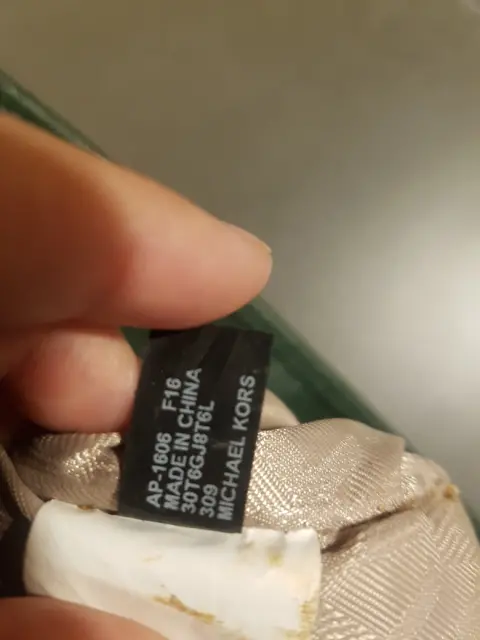 AP-1606 F16
MADE IN CHINA
30T6GJ8T6L
309
MICHAEL KORS